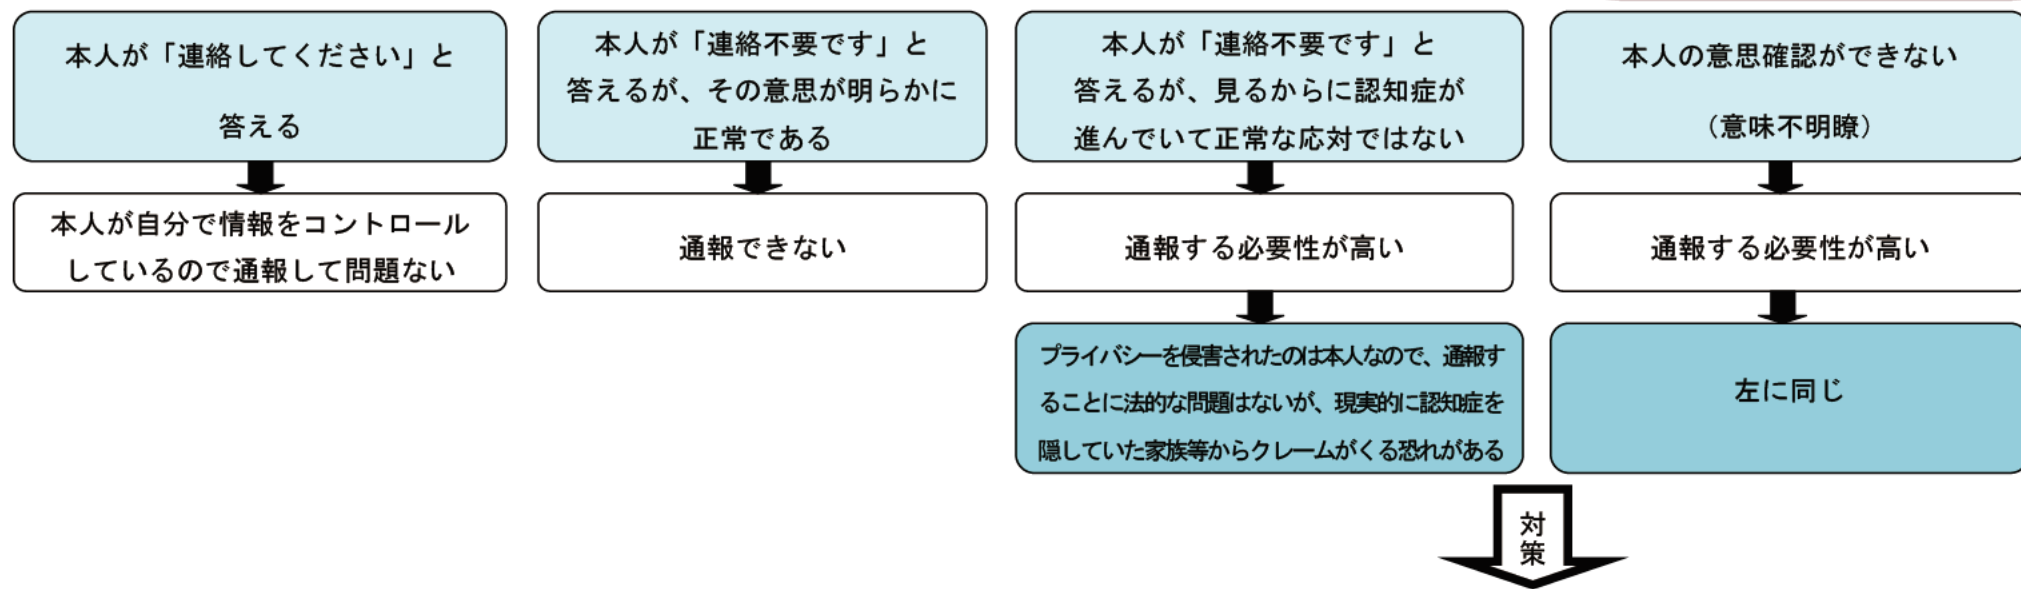 本人が「連絡してください」と
答える
本人が「連絡不要です」と
答えるが、その意思が明らかに
正常である
本人が「連絡不要です」と
答えるが、見るからに認知症が
進んでいて正常な応対ではない
本人の意思確認ができない
（意味不明瞭）
本人が自分で情報をコントロール
しているので通報して問題ない
通報できない
通報する必要性が高い
通報する必要性が高い
プライバシーを侵害されたのは本人なので、通報す
ることに法的な問題はないが、現実的に認知症を
隠していた家族等からクレームがくる恐れがある
左に同じ
対
策